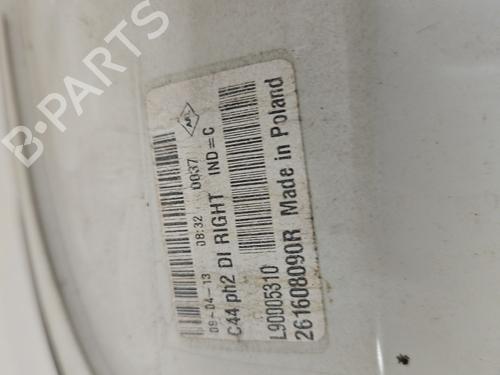 B-PARTS
09-04-13 08:32 0037
C44 ph2 DI RIGHT IND=C
L90005310
261608090R Made in Poland